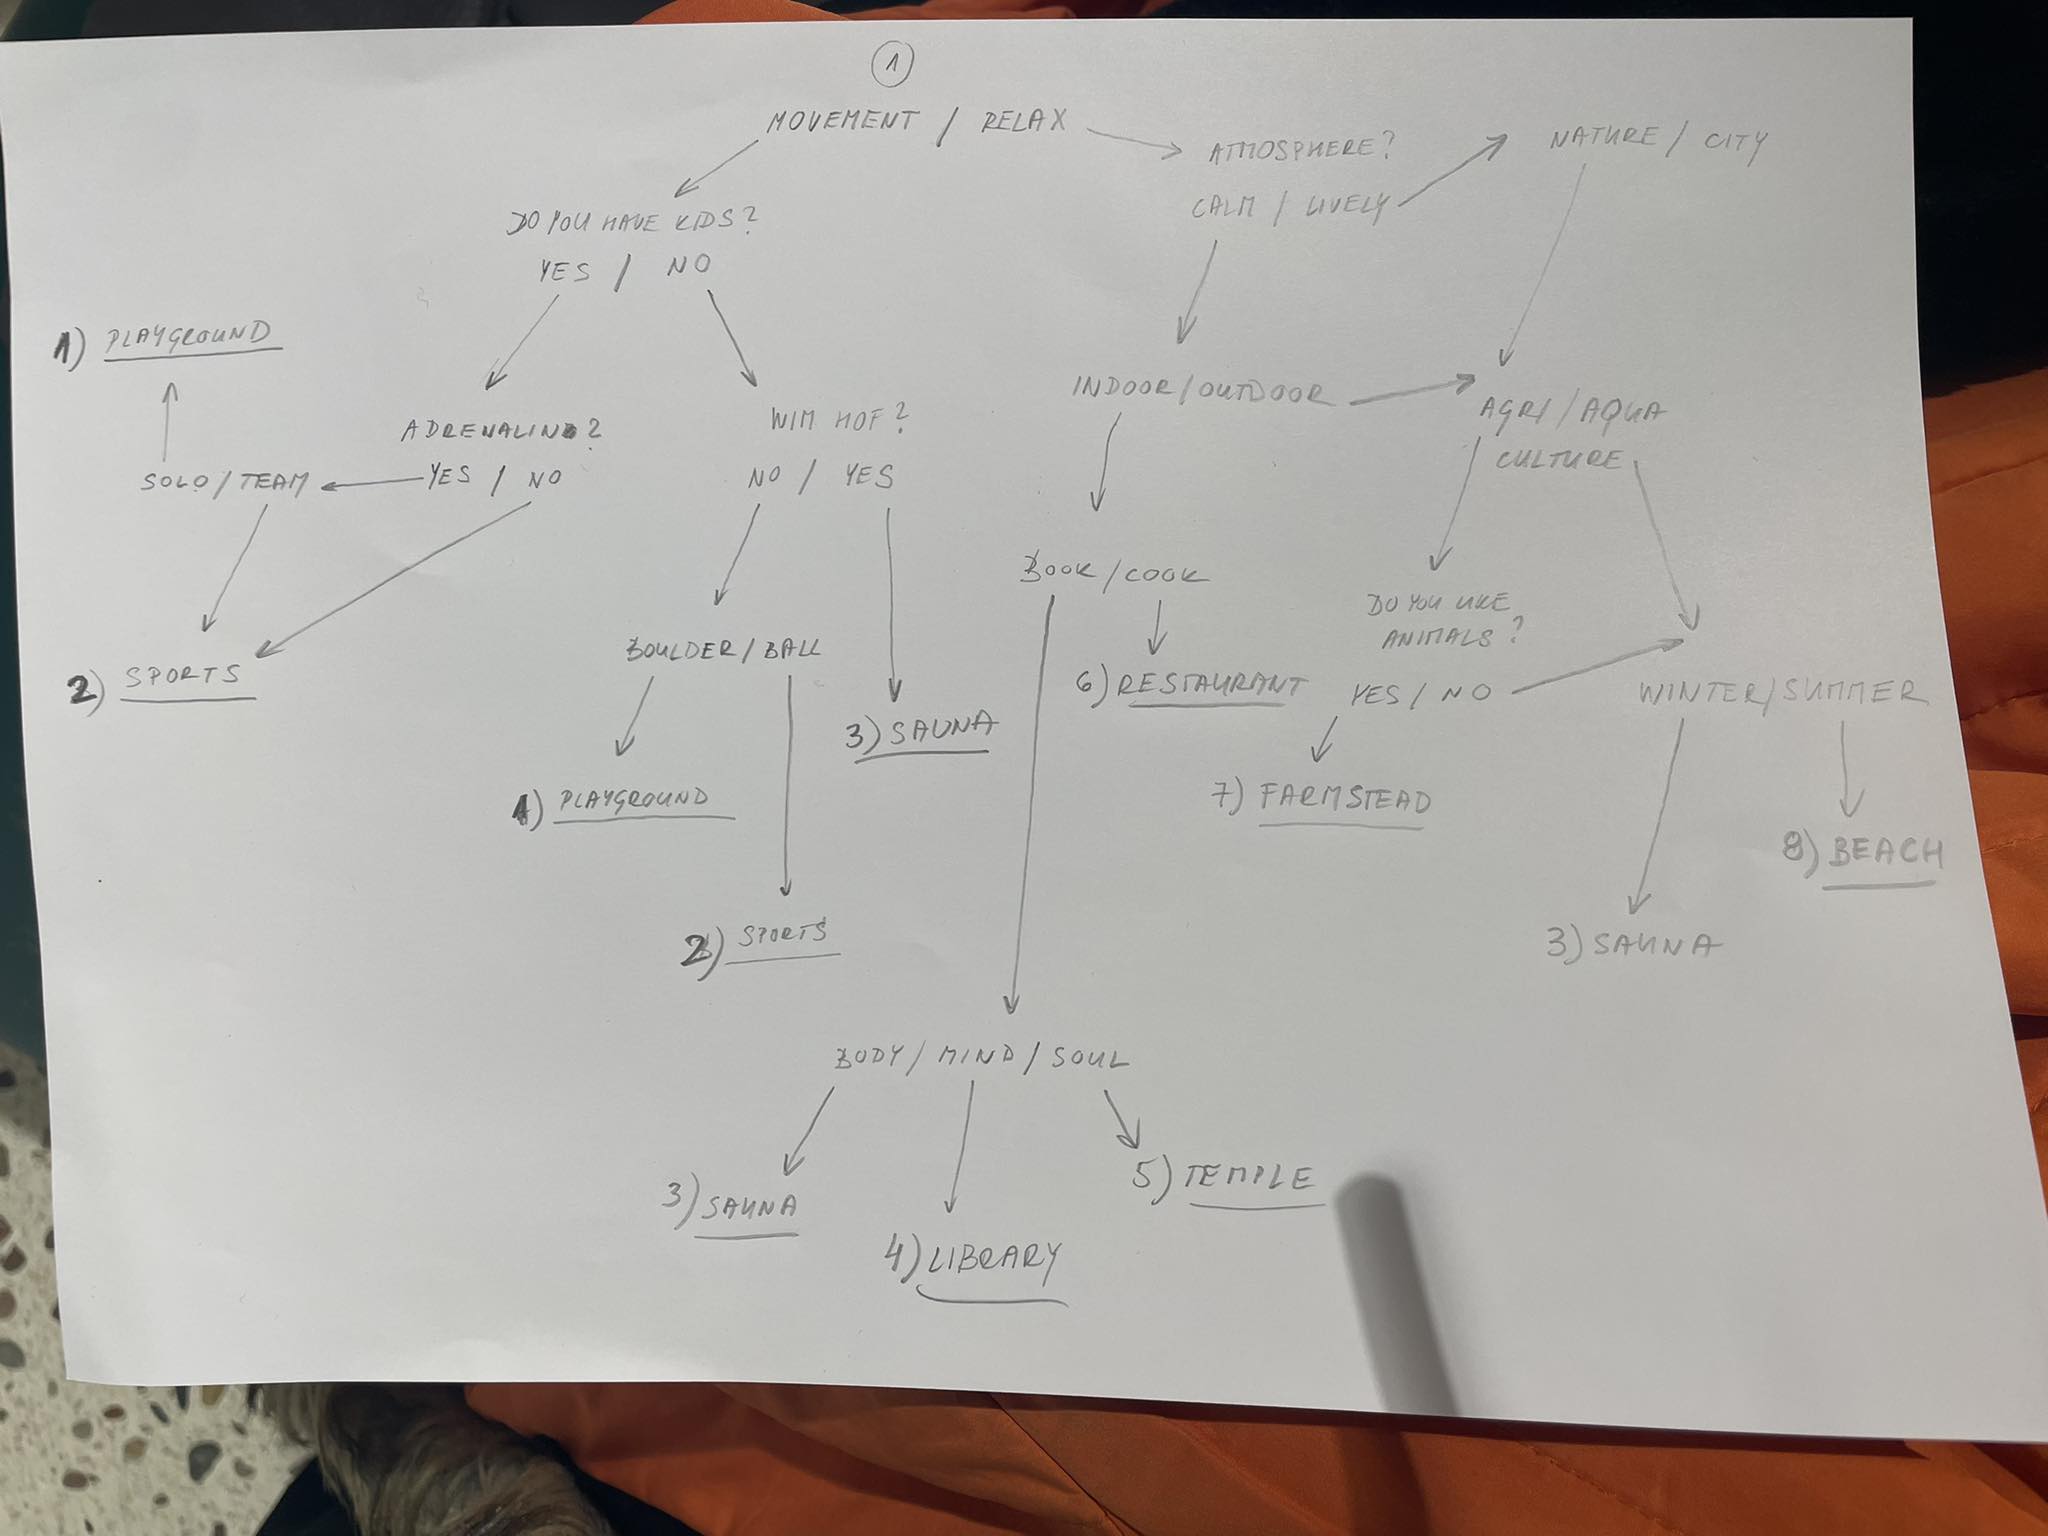 1
MOVEMENT / RELAX
ATMOSPHERE?
CALM / LIVELY
NATURE / CITY
DO YOU HAVE KIDS?
YES / NO
1) PLAYGROUND
ADRENALIN?
YES / NO
SOLO / TEAM
WIM HOF?
NO / YES
INDOOR / OUTDOOR
AGRI / AQUA
CULTURE
2) SPORTS
BOULDER / BALL
3) SAUNA
1) PLAYGROUND
2) SPORTS
BOOK / COOK
6) RESTAURANT
DO YOU LIKE
ANIMALS?
YES / NO
7) FARMSTEAD
WINTER / SUMMER
8) BEACH
3) SAUNA
BODY / MIND / SOUL
3) SAUNA
4) LIBRARY
5) TEMPLE